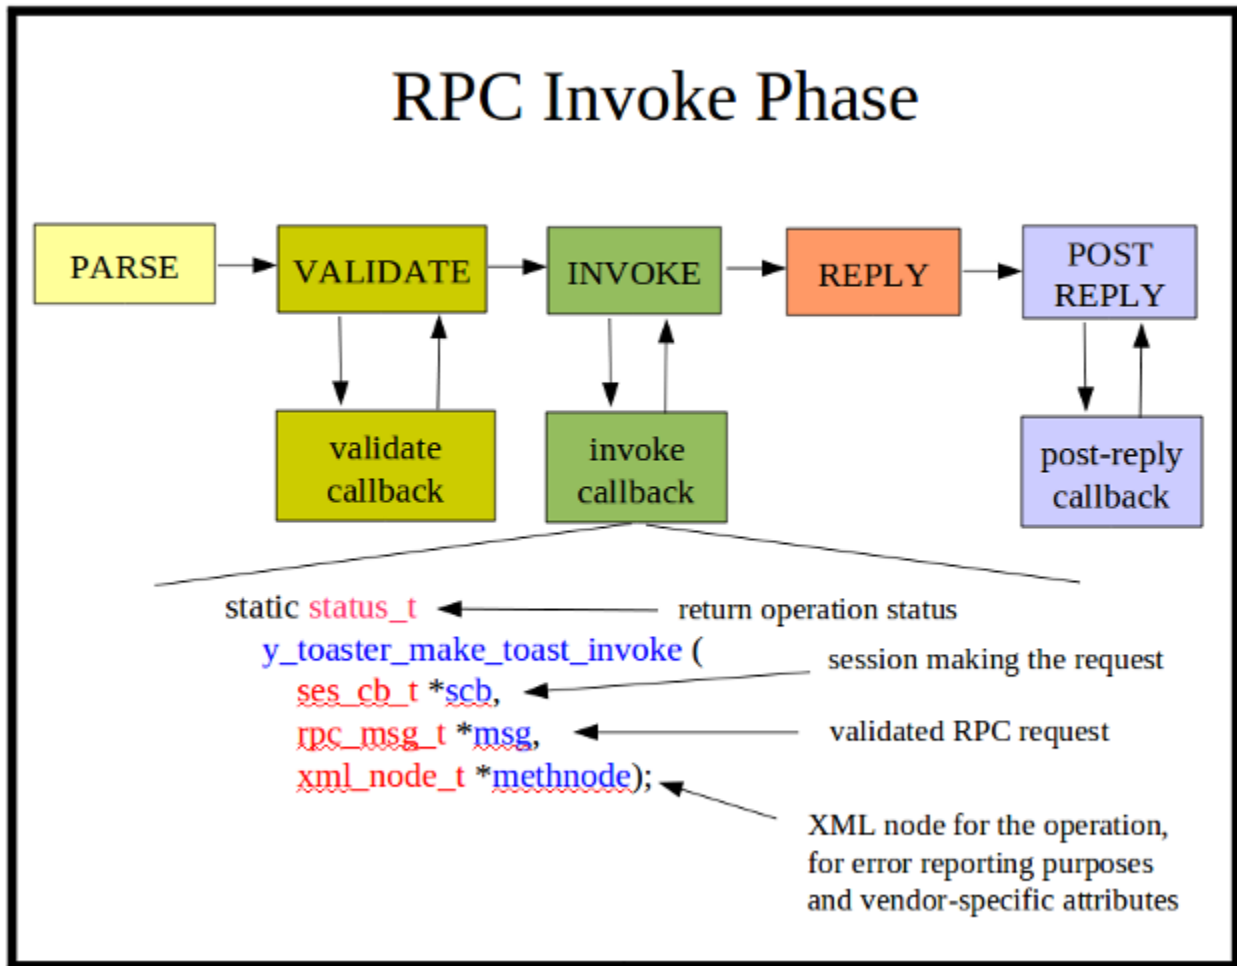 RPC Invoke Phase
PARSE
VALIDATE
INVOKE
REPLY
POST
REPLY
validate
callback
invoke
callback
post-reply
callback
static status_t
return operation status
y_toaster_make_toast_invoke (
session making the request
ses_cb_t *scb,
rpc_msg_t *msg,
validated RPC request
xml_node_t *methnode);
XML node for the operation,
for error reporting purposes
and vendor-specific attributes